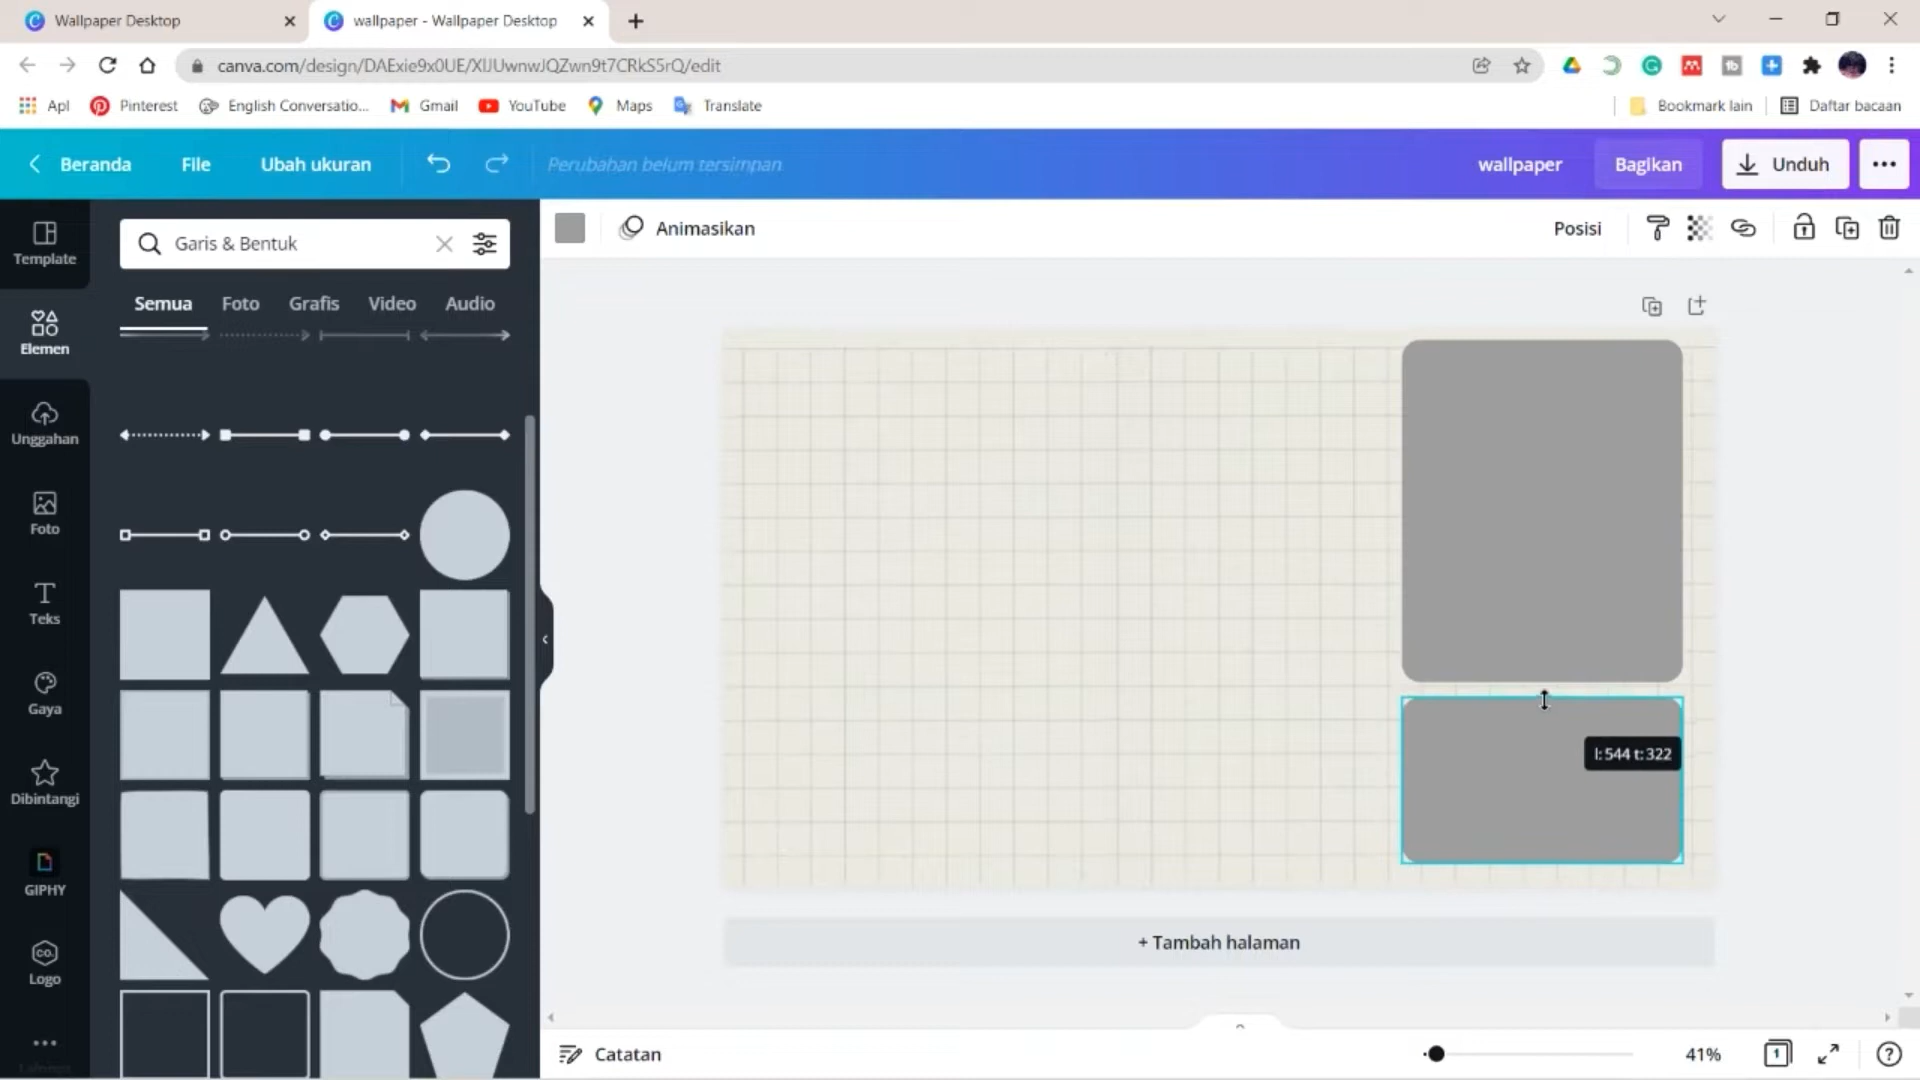 Wallpaper Desktop
wallpaper - Wallpaper Desktop
canva.com/design/DAExie9x0UE/XlJUwnwJQZwn9t7CRkS5rQ/edit
Apl
Pinterest
English Conversatio...
Gmail
YouTube
Maps
Translate
Bookmark lain
Daftar bacaan
Beranda
File
Ubah ukuran
Perubahan belum tersimpan
wallpaper
Bagikan
Unduh
Template
Elemen
Unggahan
Foto
Teks
Gaya
Dibintangi
GIPHY
CO.
Logo
Garis & Bentuk
Semua
Foto
Grafis
Video
Audio
Animasikan
Posisi
l: 544 t: 322
+ Tambah halaman
Catatan
41%
1